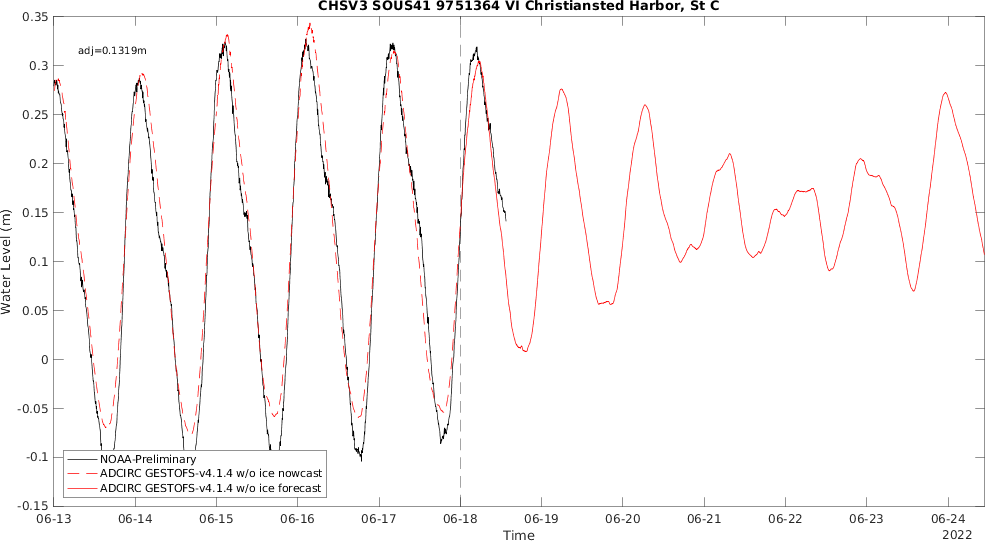 CHSV3 SOUS41 9751364 VI Christiansted Harbor, St C
adj=0.1319m
0.35
0.3
0.25
0.2
0.15
0.1
0.05
0
-0.05
-0.1
-0.15
Water Level (m)
NOAA-Preliminary
ADCIRC GESTOFS-v4.1.4 w/o ice nowcast
ADCIRC GESTOFS-v4.1.4 w/o ice forecast
06-13 06-14 06-15 06-16 06-17 06-18 06-19 06-20 06-21 06-22 06-23 06-24
Time
2022